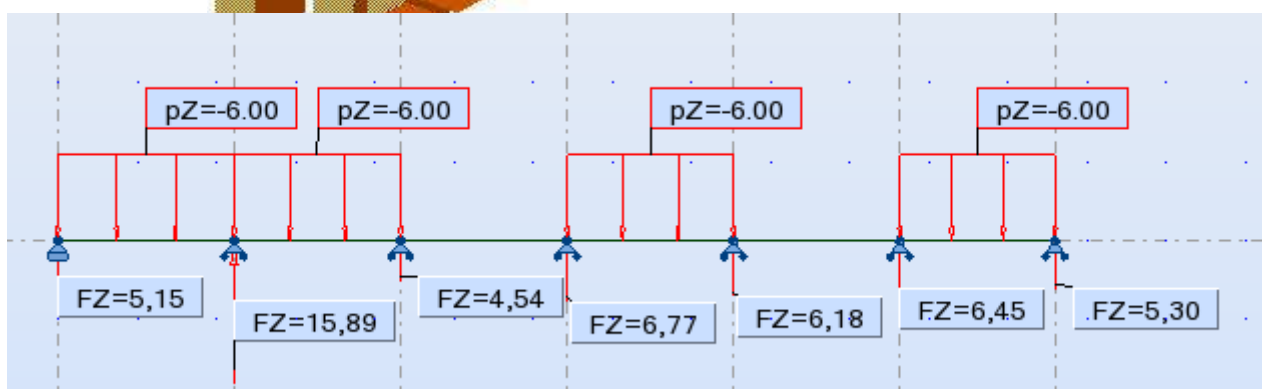 pZ=-6.00
pZ=-6.00
pZ=-6.00
pZ=-6.00
FZ=5,15
FZ=15,89
FZ=4,54
FZ=6,77
FZ=6,18
FZ=6,45
FZ=5,30